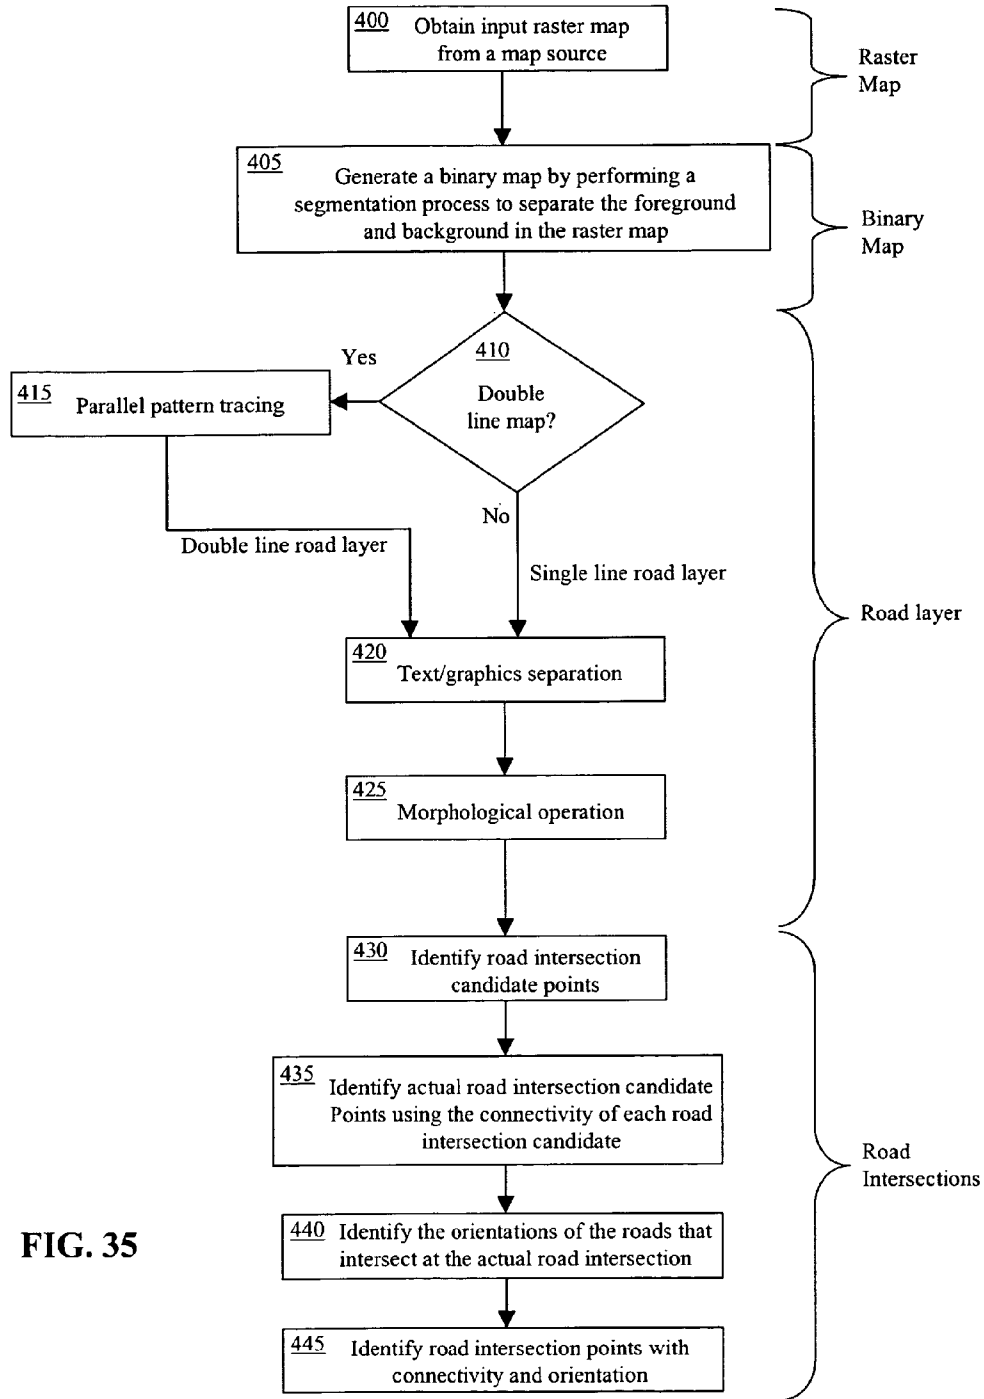 400
Obtain input raster map
from a map source
Raster
Map
405
Generate a binary map by performing a
segmentation process to separate the foreground
and background in the raster map
Binary
Map
410
Double
line map?
Yes
415
Parallel pattern tracing
No
Double line road layer
Single line road layer
Road layer
420
Text/graphics separation
425
Morphological operation
430
Identify road intersection
candidate points
435
Identify actual road intersection candidate
Points using the connectivity of each road
intersection candidate
Road
Intersections
440
Identify the orientations of the roads that
intersect at the actual road intersection
FIG. 35
445
Identify road intersection points with
connectivity and orientation